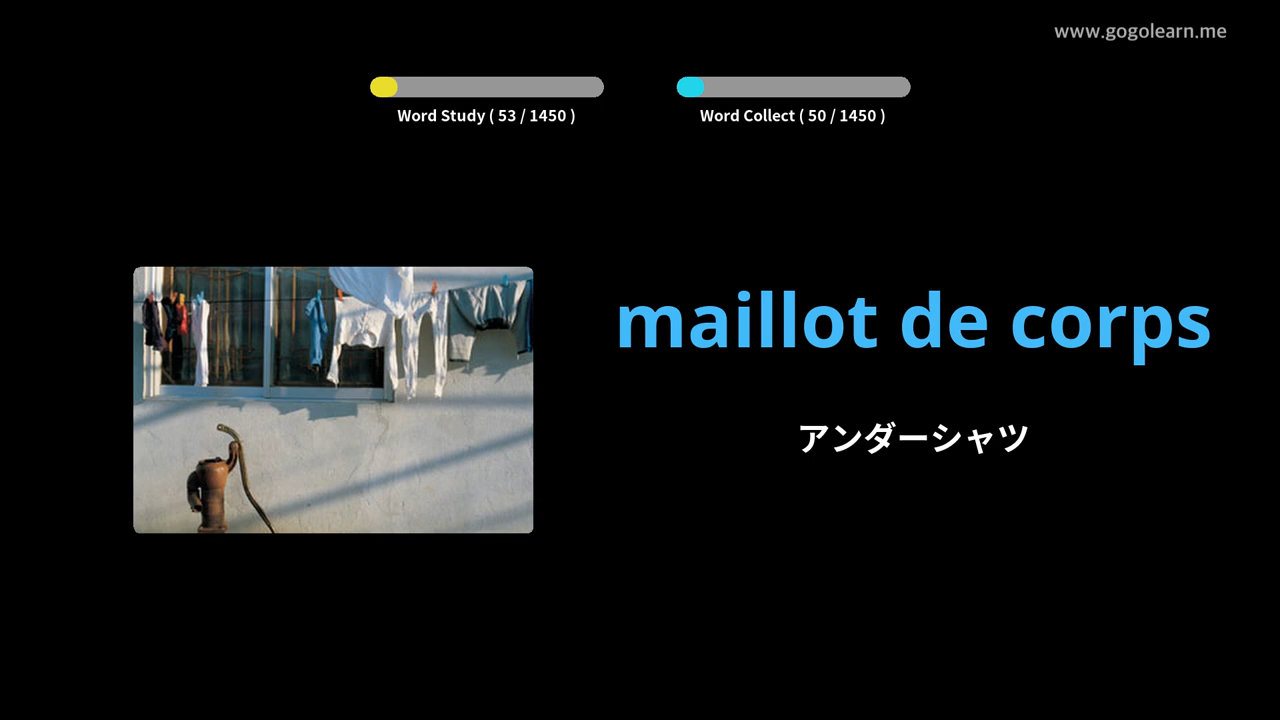 www.gogolearn.me
Word Study ( 53 / 1450 )
Word Collect ( 50 / 1450 )
maillot de corps
アンダーシャツ